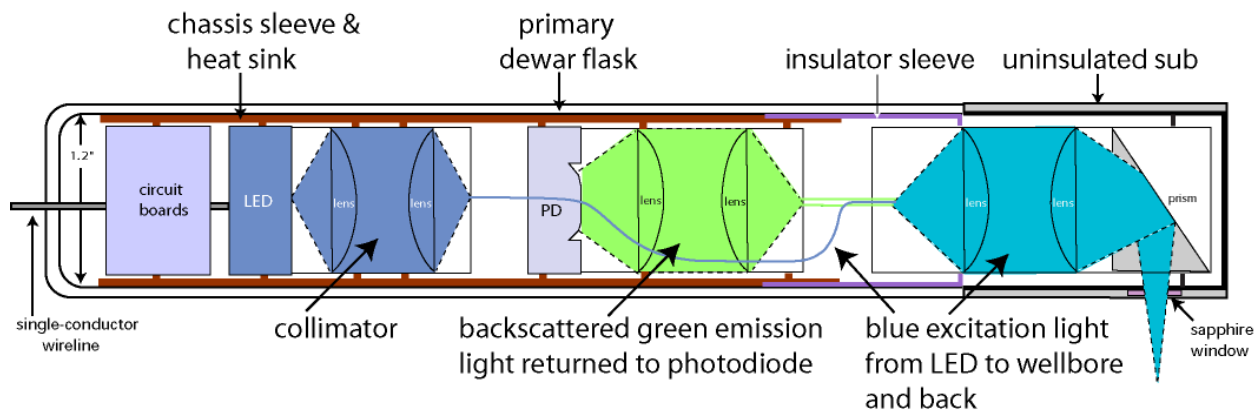 chassis sleeve &
heat sink
primary
dewar flask
insulator sleeve
uninsulated sub
1.2"
circuit
boards
LED
lens
lens
PD
lens
lens
lens
lens
prism
single-conductor
wireline
collimator
backscattered green emission
light returned to photodiode
blue excitation light
from LED to wellbore
and back
sapphire
window